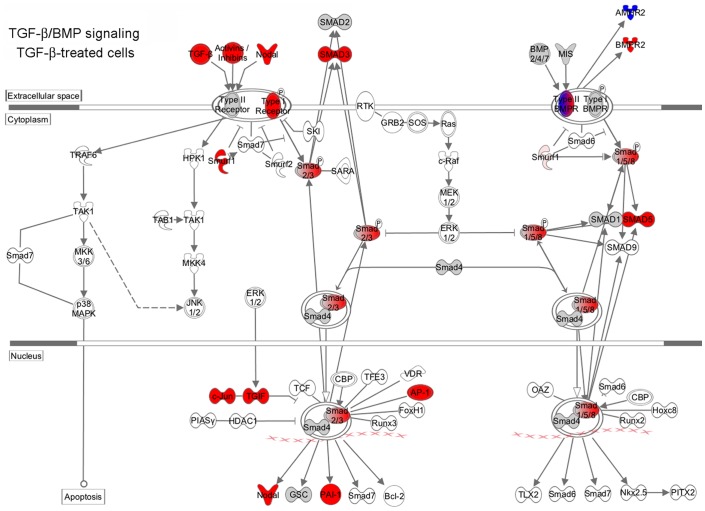 TGF-β/BMP signaling
TGF-β-treated cells
TGF-β
Activins /
Inhibins
Nodal
SMAD2
SMAD3
AMHR2
BMPR2
BMP
2/4/7
MIS
Extracellular space
Cytoplasm
Type II
Receptor
Type I
Receptor
P
RTK
GRB2
SOS
Ras
Type II
BMPR
Type I
BMPR
P
SKI
Smad7
Smurf1
Smurf2
Smad
2/3
P
SARA
TRAF6
HPK1
c-Raf
Smad6
Smurf1
Smad
1/5/8
P
TAK1
TAB1
TAK1
MEK
1/2
ERK
1/2
Smad
2/3
P
Smad
1/5/8
P
SMAD1
SMAD5
SMAD9
Smad7
MKK
3/6
MKK4
Smad4
p38
MAPK
JNK
1/2
ERK
1/2
Smad
2/3
Smad4
Smad
1/5/8
Smad4
Nucleus
c-Jun
TGIF
TCF
CBP
TFE3
VDR
AP-1
FoxH1
Runx3
PIASγ
HDAC1
Smad
2/3
Smad4
OAZ
Smad6
CBP
Hoxc8
Runx2
Smad
1/5/8
Smad4
Apoptosis
Nodal
GSC
PAI-1
Smad7
Bcl-2
TLX2
Smad6
Smad7
Nkx2.5
PITX2